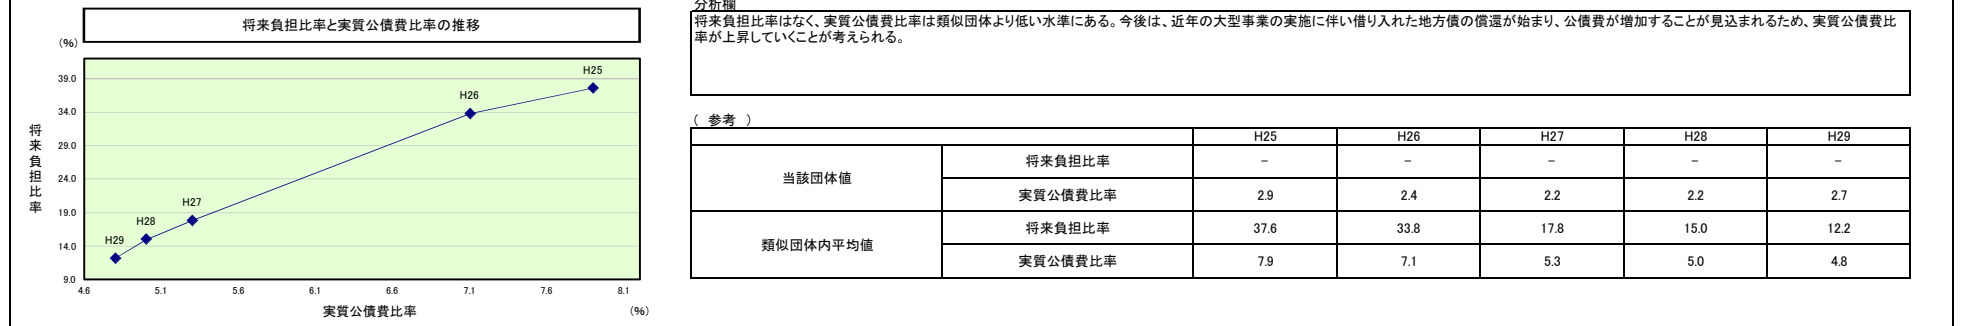 将来負担比率と実質公債費比率の推移
(%)
39.0
34.0
29.0
24.0
19.0
14.0
9.0
将来負担比率
H25
H26
H27
H28
H29
4.6 5.1 5.6 6.1 6.6 7.1 7.6 8.1
実質公債費比率
(%)
分析欄
将来負担比率はなく、実質公債費比率は類似団体より低い水準にある。今後は、近年の大型事業の実施に伴い借り入れた地方債の償還が始まり、公債費が増加することが見込まれるため、実質公債費比
率が上昇していくことが考えられる。
( 参考 )
H25 H26 H27 H28 H29
当該団体値
将来負担比率 － － － － －
実質公債費比率 2.9 2.4 2.2 2.2 2.7
類似団体内平均値
将来負担比率 37.6 33.8 17.8 15.0 12.2
実質公債費比率 7.9 7.1 5.3 5.0 4.8